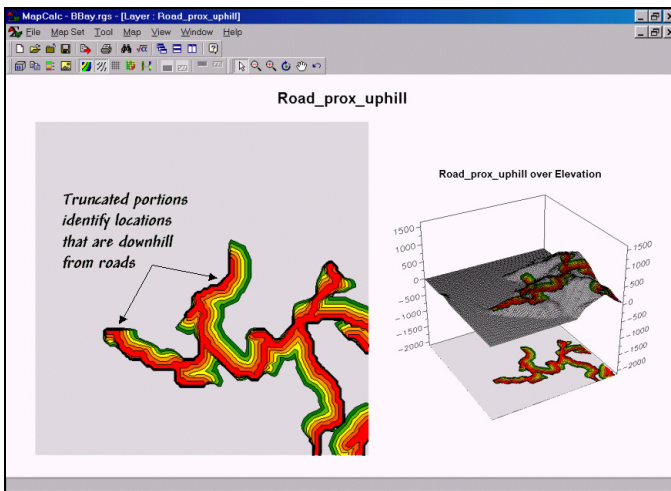 MapCalc - BBay.rgs - [Layer : Road_prox_uphill]
File Map Set Tool Map View Window Help
Road_prox_uphill
Truncated portions
identify locations
that are downhill
from roads
Road_prox_uphill over Elevation
1500
1000
500
0
-500
-1000
-1500
-2000
1500
1000
500
0
-500
-1000
-1500
-2000